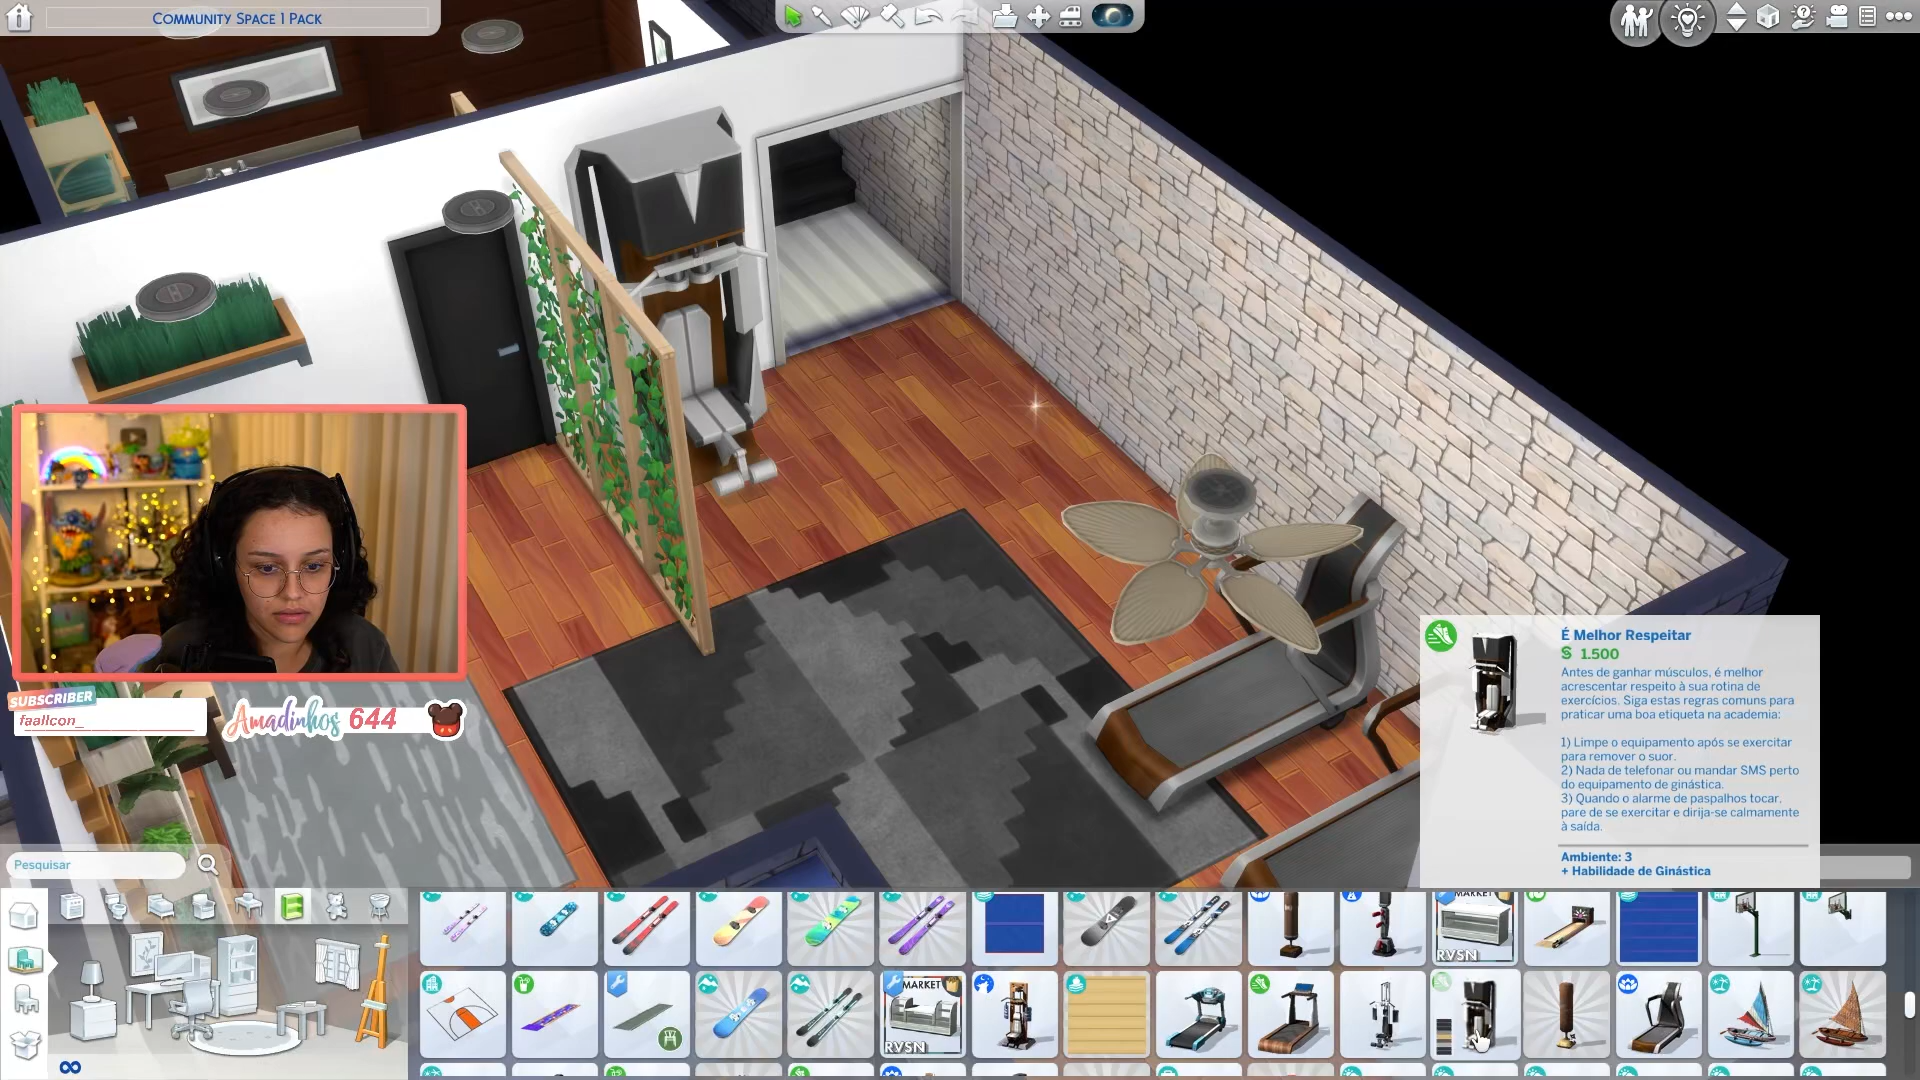 Community Space 1 Pack
SUBSCRIBER
faallcon_
Amadinhos 644
É Melhor Respeitar
§ 1.500
Antes de ganhar músculos, é melhor
acrescentar respeito à sua rotina de
exercícios. Siga estas regras comuns para
praticar uma boa etiqueta na academia:
1) Limpe o equipamento após se exercitar
para remover o suor.
2) Nada de telefonar ou mandar SMS perto
do equipamento de ginástica.
3) Quando o alarme de paspalhos tocar,
pare de se exercitar e dirija-se calmamente
à saída.
Ambiente: 3
+ Habilidade de Ginástica
Pesquisar
MARKET
RVSN
MARKET
RVSN